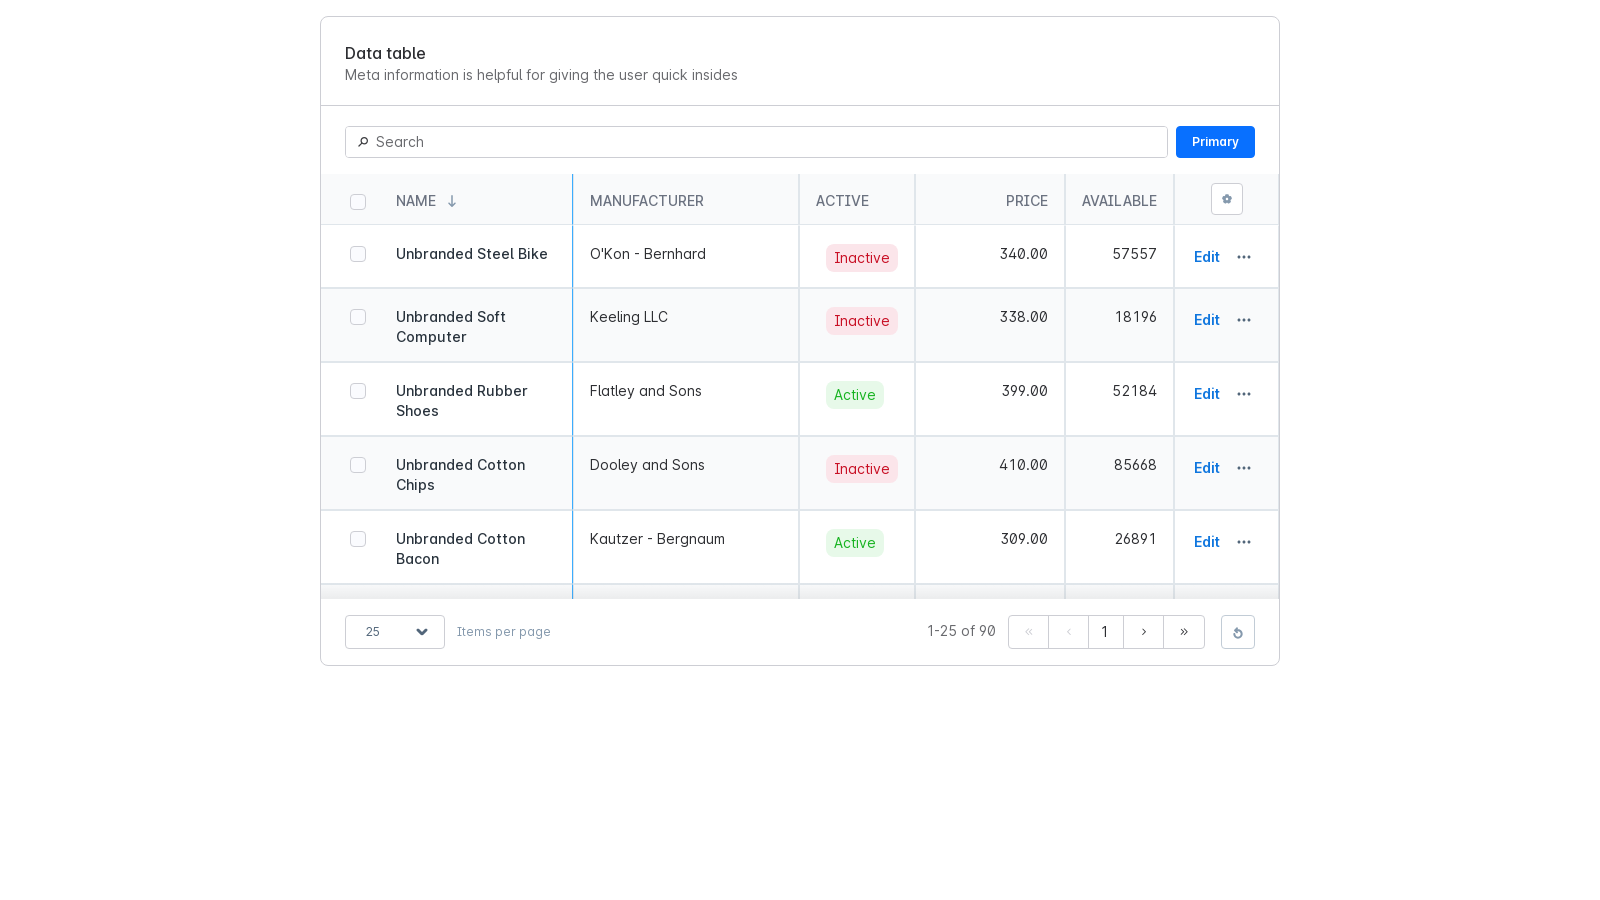 Data table
Meta information is helpful for giving the user quick insides
Search
Primary
NAME MANUFACTURER ACTIVE PRICE AVAILABLE
Unbranded Steel Bike O'Kon - Bernhard Inactive 340.00 57557 Edit
Unbranded Soft Keeling LLC Inactive 338.00 18196 Edit
Computer
Unbranded Rubber Flatley and Sons Active 399.00 52184 Edit
Shoes
Unbranded Cotton Dooley and Sons Inactive 410.00 85668 Edit
Chips
Unbranded Cotton Kautzer - Bergnaum Active 309.00 26891 Edit
Bacon
25 Items per page 1-25 of 90 « ‹ 1 › »